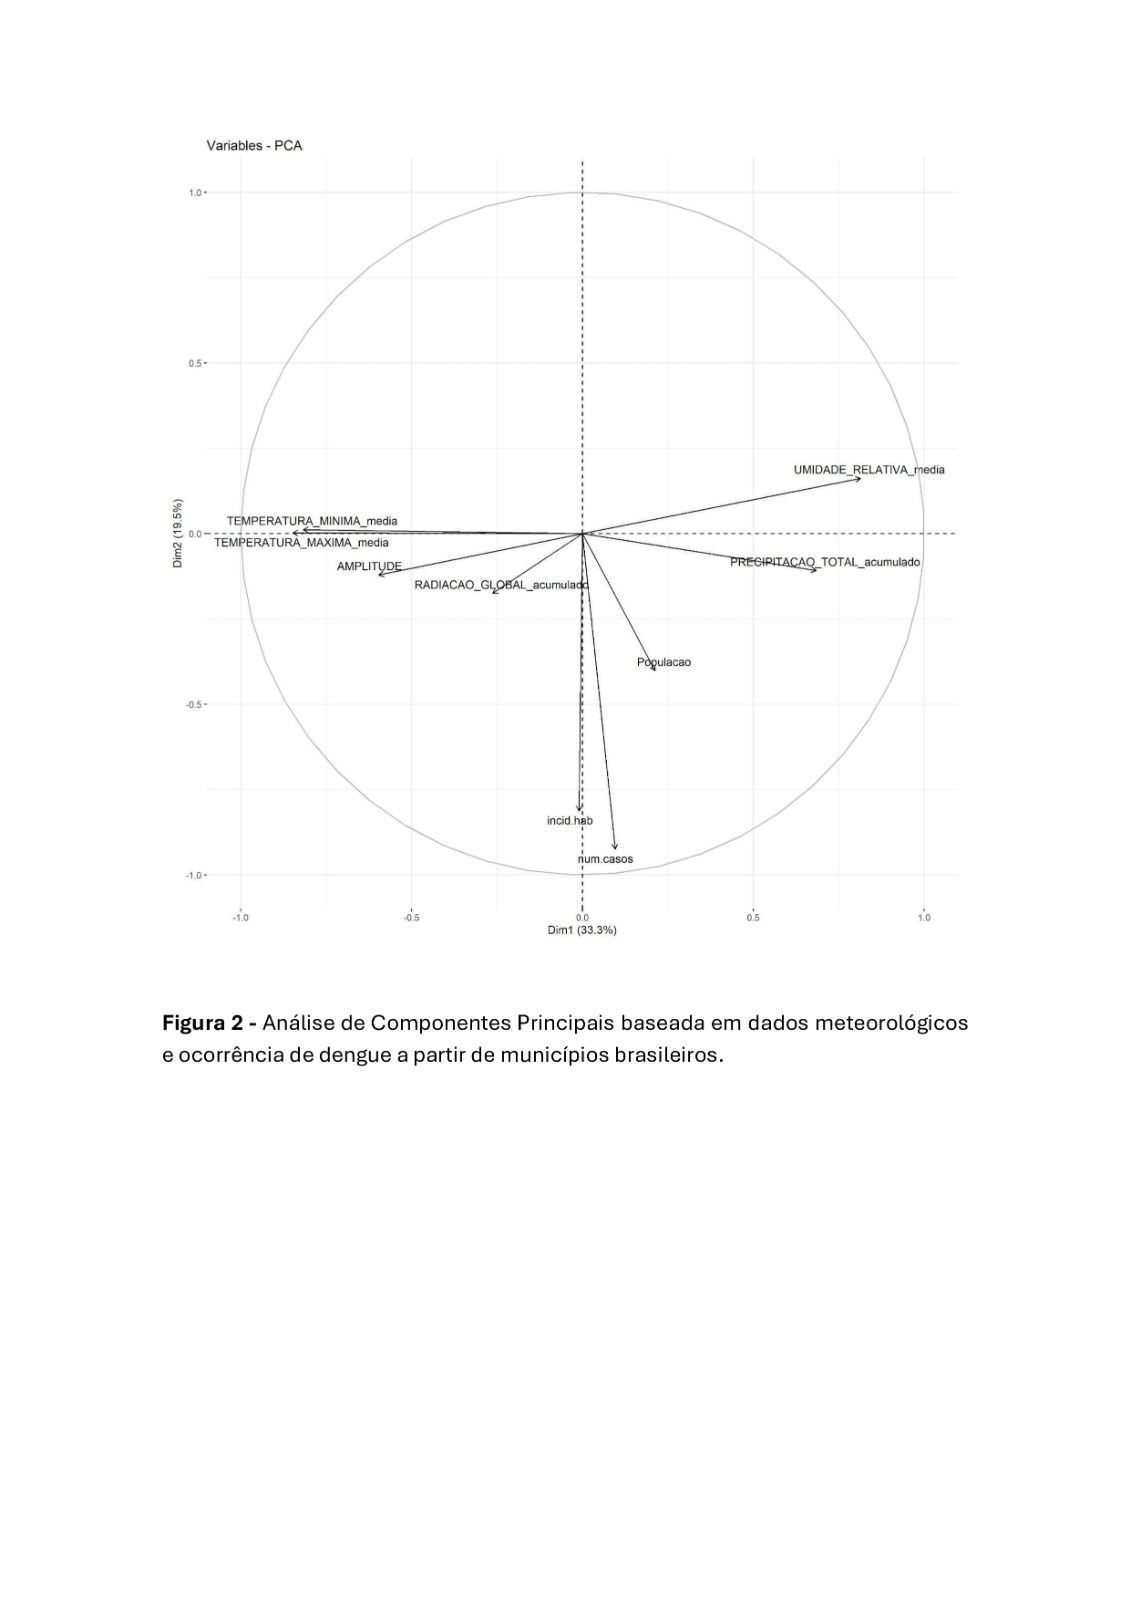 Variables - PCA
1.0
0.5
UMIDADE_RELATIVA_media
TEMPERATURA_MINIMA_media
0.0
TEMPERATURA_MAXIMA_media
PRECIPITACAO_TOTAL_acumulado
AMPLITUDE
RADIACAO_GLOBAL_acumulado
Dim2 (19.5%)
Populacao
-0.5
incid.hab
num.casos
-1.0
-1.0 -0.5 0.0 0.5 1.0
Dim1 (33.3%)
Figura 2 - Análise de Componentes Principais baseada em dados meteorológicos
e ocorrência de dengue a partir de municípios brasileiros.